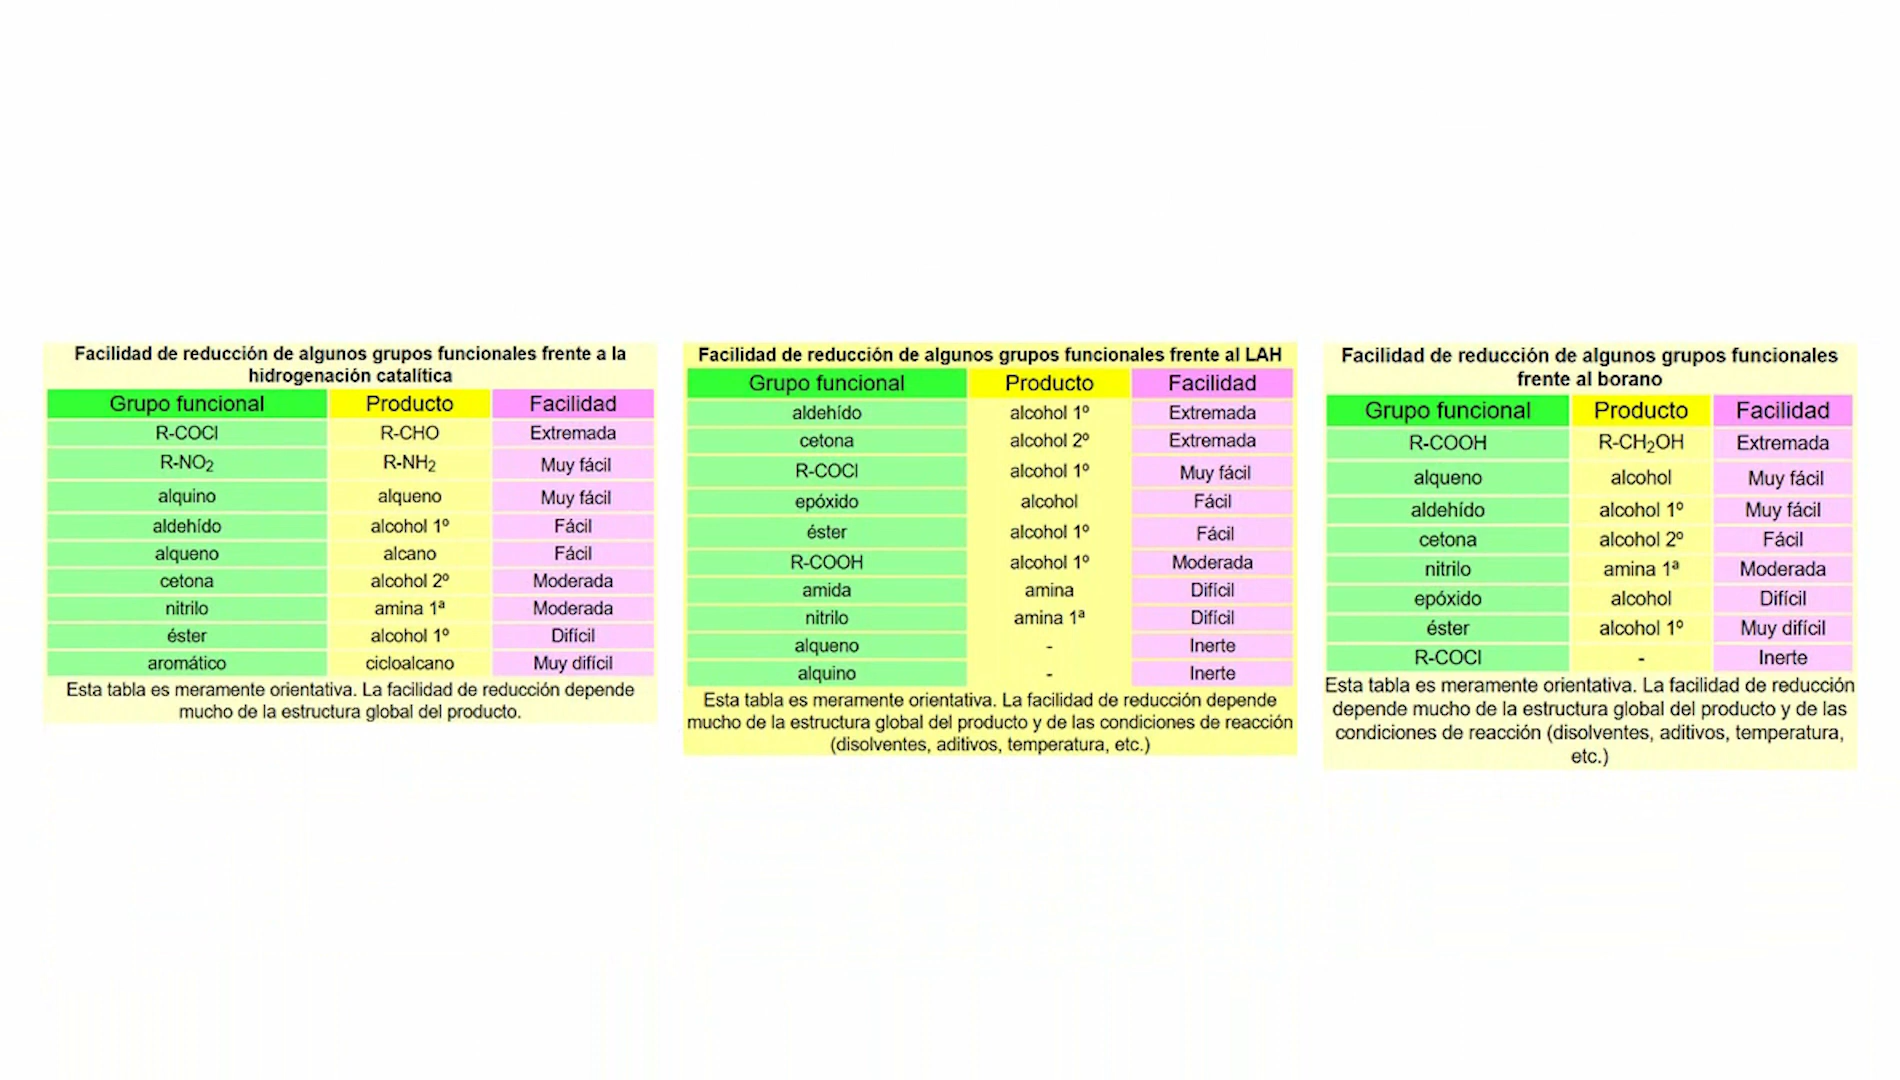 Facilidad de reducción de algunos grupos funcionales frente a la
hidrogenación catalítica
Grupo funcional Producto Facilidad
R-COCl R-CHO Extremada
R-NO2 R-NH2 Muy fácil
alquino alqueno Muy fácil
aldehído alcohol 1º Fácil
alqueno alcano Fácil
cetona alcohol 2º Moderada
nitrilo amina 1ª Moderada
éster alcohol 1º Difícil
aromático cicloalcano Muy difícil
Esta tabla es meramente orientativa. La facilidad de reducción depende
mucho de la estructura global del producto.
Facilidad de reducción de algunos grupos funcionales frente al LAH
Grupo funcional Producto Facilidad
aldehído alcohol 1º Extremada
cetona alcohol 2º Extremada
R-COCl alcohol 1º Muy fácil
epóxido alcohol Fácil
éster alcohol 1º Fácil
R-COOH alcohol 1º Moderada
amida amina Difícil
nitrilo amina 1ª Difícil
alqueno - Inerte
alquino - Inerte
Esta tabla es meramente orientativa. La facilidad de reducción depende
mucho de la estructura global del producto y de las condiciones de reacción
(disolventes, aditivos, temperatura, etc.)
Facilidad de reducción de algunos grupos funcionales
frente al borano
Grupo funcional Producto Facilidad
R-COOH R-CH2OH Extremada
alqueno alcohol Muy fácil
aldehído alcohol 1º Muy fácil
cetona alcohol 2º Fácil
nitrilo amina 1ª Moderada
epóxido alcohol Difícil
éster alcohol 1º Muy difícil
R-COCl - Inerte
Esta tabla es meramente orientativa. La facilidad de reducción
depende mucho de la estructura global del producto y de las
condiciones de reacción (disolventes, aditivos, temperatura,
etc.)